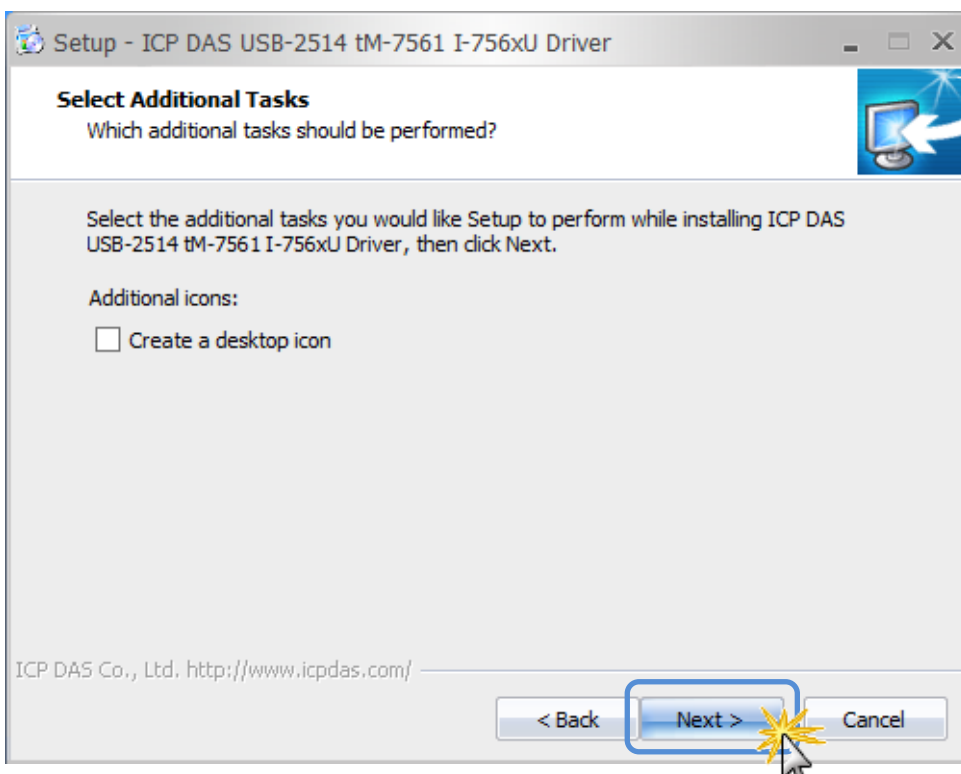 Setup - ICP DAS USB-2514 tM-7561 I-756xU Driver
Select Additional Tasks
Which additional tasks should be performed?
Select the additional tasks you would like Setup to perform while installing ICP DAS
USB-2514 tM-7561 I-756xU Driver, then click Next.
Additional icons:
Create a desktop icon
ICP DAS Co., Ltd. http://www.icpdas.com/
< Back Next > Cancel